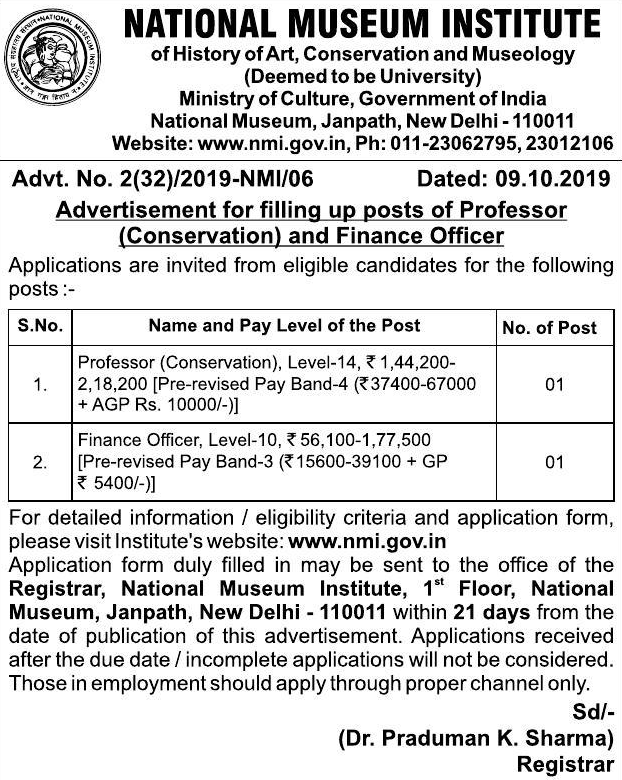 NATIONAL MUSEUM INSTITUTE
of History of Art, Conservation and Museology
(Deemed to be University)
Ministry of Culture, Government of India
National Museum, Janpath, New Delhi - 110011
Website: www.nmi.gov.in, Ph: 011-23062795, 23012106
Advt. No. 2(32)/2019-NMI/06 Dated: 09.10.2019
Advertisement for filling up posts of Professor
(Conservation) and Finance Officer
Applications are invited from eligible candidates for the following
posts :-
S.No. Name and Pay Level of the Post No. of Post
Professor (Conservation), Level-14, ₹ 1,44,200-
1. 2,18,200 [Pre-revised Pay Band-4 (₹37400-67000 01
+ AGP Rs. 10000/-)]
Finance Officer, Level-10, ₹ 56,100-1,77,500
2. [Pre-revised Pay Band-3 (₹15600-39100 + GP 01
₹ 5400/-)]
For detailed information / eligibility criteria and application form,
please visit Institute's website: www.nmi.gov.in
Application form duly filled in may be sent to the office of the
Registrar, National Museum Institute, 1st Floor, National
Museum, Janpath, New Delhi - 110011 within 21 days from the
date of publication of this advertisement. Applications received
after the due date / incomplete applications will not be considered.
Those in employment should apply through proper channel only.
Sd/-
(Dr. Praduman K. Sharma)
Registrar